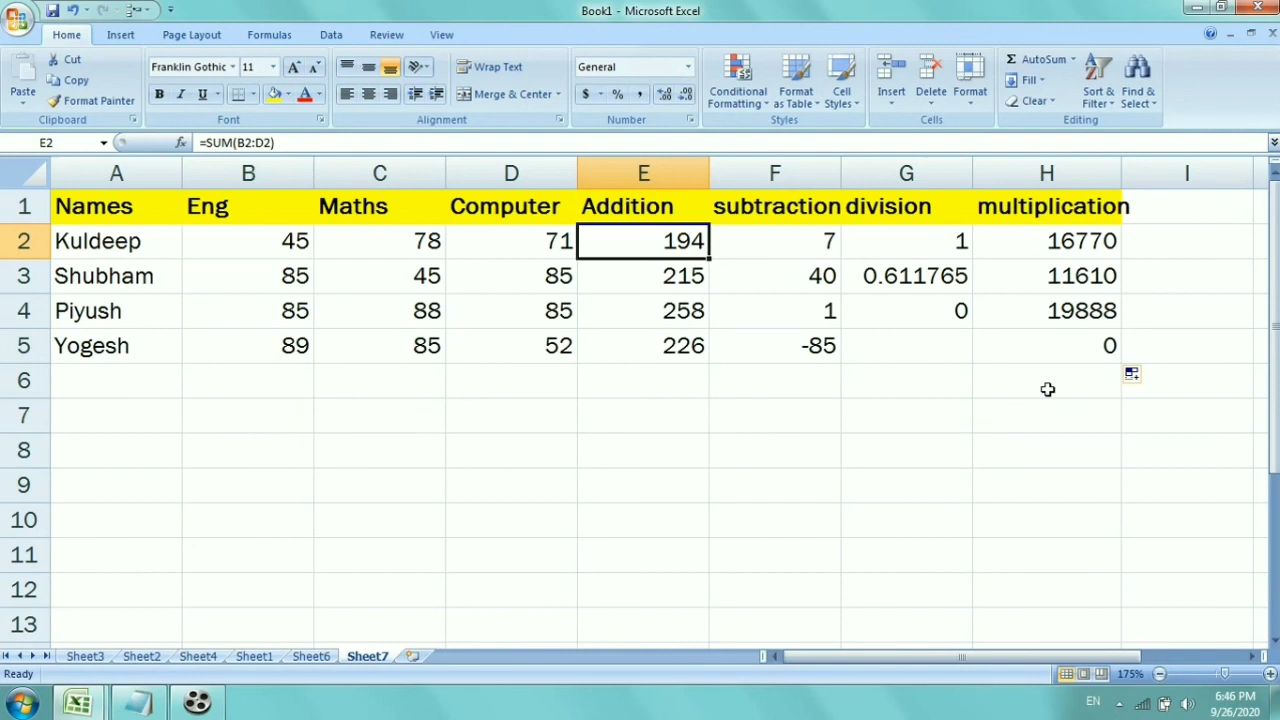 Book1 - Microsoft Excel
Home Insert Page Layout Formulas Data Review View
Paste
Cut
Copy
Format Painter
Clipboard
Franklin Gothic 11
B I U
A
Font
Wrap Text
Merge & Center
Alignment
General
$ % ,
Number
Conditional Formatting
Format as Table
Cell Styles
Styles
Insert Delete Format
Cells
Σ AutoSum
Fill
Clear
Sort & Filter
Find & Select
Editing
E2 fx =SUM(B2:D2)
A B C D E F G H I
1 Names Eng Maths Computer Addition subtraction division multiplication
2 Kuldeep 45 78 71 194 7 1 16770
3 Shubham 85 45 85 215 40 0.611765 11610
4 Piyush 85 88 85 258 1 0 19888
5 Yogesh 89 85 52 226 -85 0
6
7
8
9
10
11
12
13
Sheet3 Sheet2 Sheet4 Sheet1 Sheet6 Sheet7
Ready 175%
EN 6:46 PM
9/26/2020